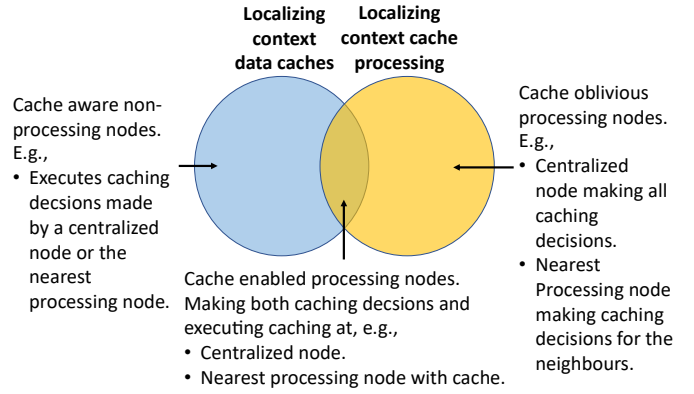 Localizing
context
data caches
Localizing
context cache
processing
Cache aware non-
processing nodes.
E.g.,
• Executes caching
decsions made
by a centralized
node or the
nearest
processing node.
Cache enabled processing nodes.
Making both caching decsions and
executing caching at, e.g.,
• Centralized node.
• Nearest processing node with cache.
Cache oblivious
processing nodes.
E.g.,
• Centralized
node making all
caching
decisions.
• Nearest
Processing node
making caching
decisions for the
neighbours.